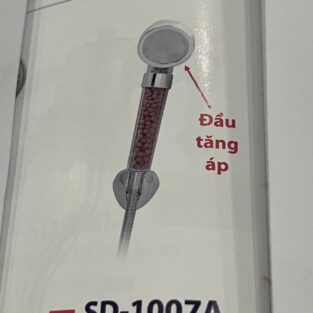 Đầu
tăng
áp
SD-1007A